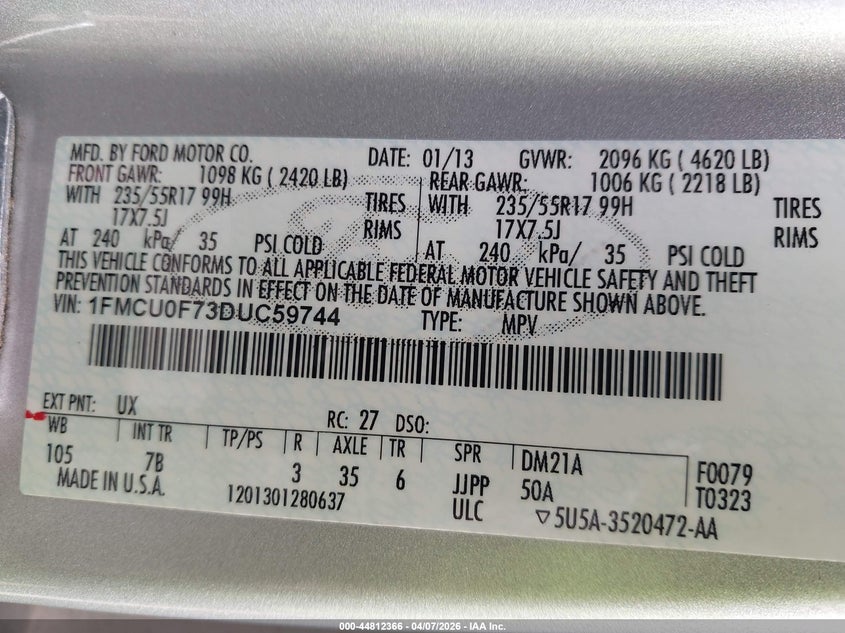 MFD. BY FORD MOTOR CO. DATE: 01/13 GVWR: 2096 KG ( 4620 LB)
FRONT GAWR: 1098 KG ( 2420 LB) REAR GAWR: 1006 KG ( 2218 LB)
WITH 235/55R17 99H TIRES WITH 235/55R17 99H TIRES
17X7.5J RIMS 17X7.5J RIMS
AT 240 kPa/ 35 PSI COLD AT 240 kPa/ 35 PSI COLD
THIS VEHICLE CONFORMS TO ALL APPLICABLE FEDERAL MOTOR VEHICLE SAFETY AND THEFT
PREVENTION STANDARDS IN EFFECT ON THE DATE OF MANUFACTURE SHOWN ABOVE.
VIN: 1FMCU0F73DUC59744 TYPE: MPV
EXT PNT: UX RC: 27 DSO:
WB INT TR TP/PS R AXLE TR SPR DM21A F0079
105 7B 3 35 6 JJPP 50A T0323
MADE IN U.S.A. 1201301280637 ULC ▽5U5A-3520472-AA
000-44812366 - 04/07/2026 - IAA Inc.